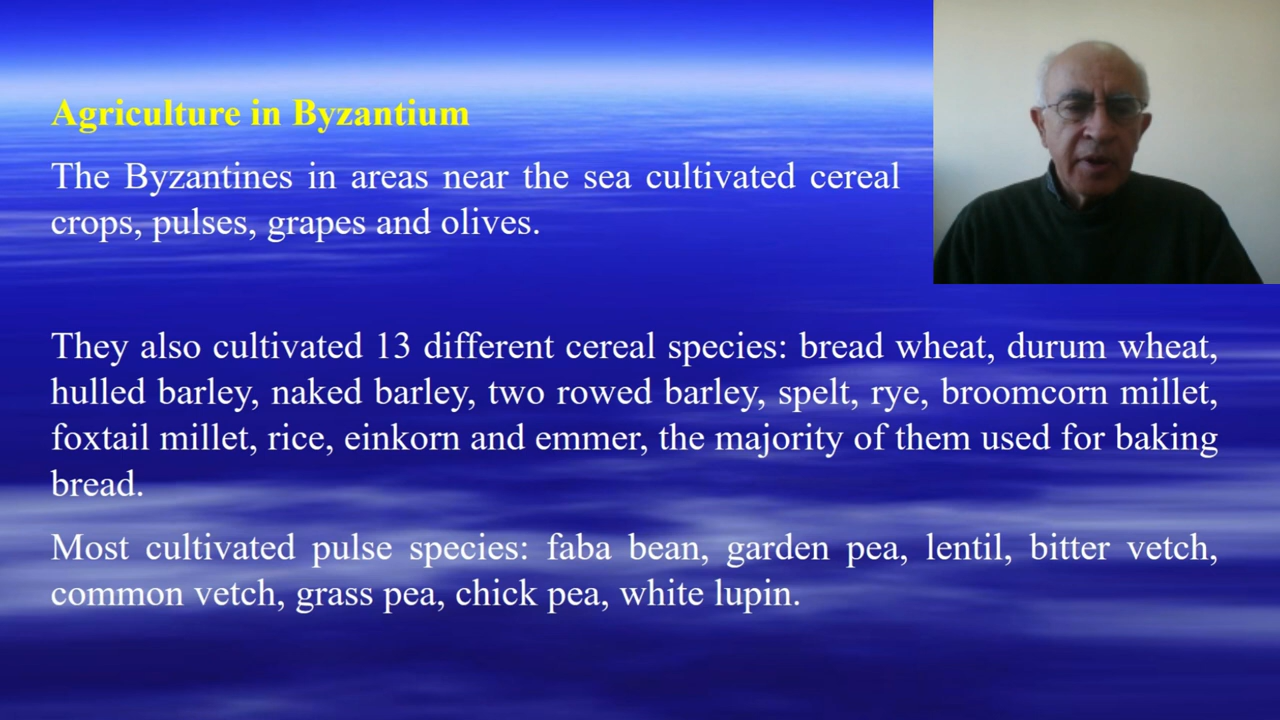 Agriculture in Byzantium
The Byzantines in areas near the sea cultivated cereal
crops, pulses, grapes and olives.
They also cultivated 13 different cereal species: bread wheat, durum wheat,
hulled barley, naked barley, two rowed barley, spelt, rye, broomcorn millet,
foxtail millet, rice, einkorn and emmer, the majority of them used for baking
bread.
Most cultivated pulse species: faba bean, garden pea, lentil, bitter vetch,
common vetch, grass pea, chick pea, white lupin.